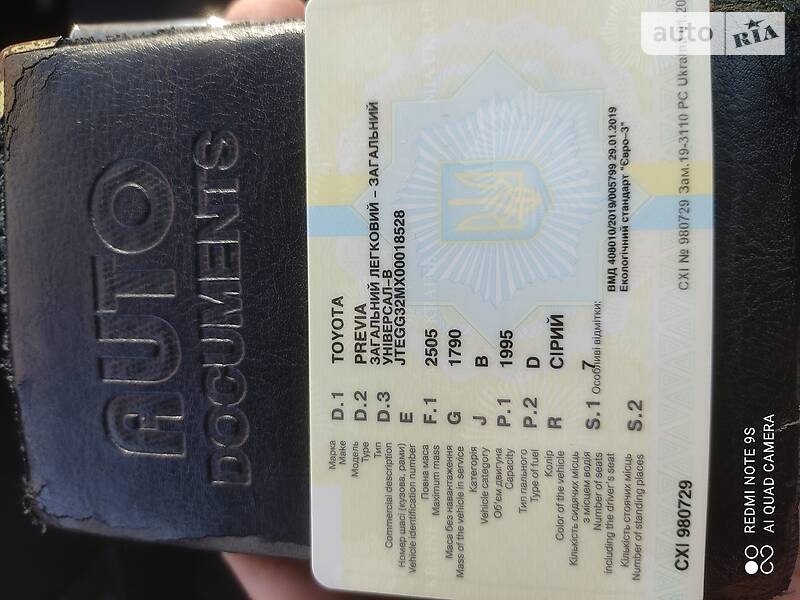 AUTO
DOCUMENTS
Марка
Make
D.1 TOYOTA
Модель
Type
D.2 PREVIA
Тип
Commercial description
D.3 ЗАГАЛЬНИЙ ЛЕГКОВИЙ – ЗАГАЛЬНИЙ
УНІВЕРСАЛ-В
Номер шасі (кузова, рами)
Vehicle identification number
E JTEGG32MX00018528
Повна маса
Maximum mass
F.1 2505
Маса без навантаження
Mass of the vehicle in service
G 1790
Категорія
Vehicle category
J B
Об'єм двигуна
Capacity
P.1 1995
Тип пального
Type of fuel
P.2 D
Колір
Color of the vehicle
R СІРИЙ
Кількість сидячих місць
з місцем водія
Number of seats
including the driver's seat
S.1 7
Особливі відмітки:
ВМД 408010/2019/005799 29.01.2019
Екологічний стандарт "Євро-3"
Кількість стоячих місць
Number of standing places
S.2
СХІ 980729
СХІ № 980729 Зам.19-3110 РС Ukraina
auto RIA
REDMI NOTE 9S
AI QUAD CAMERA